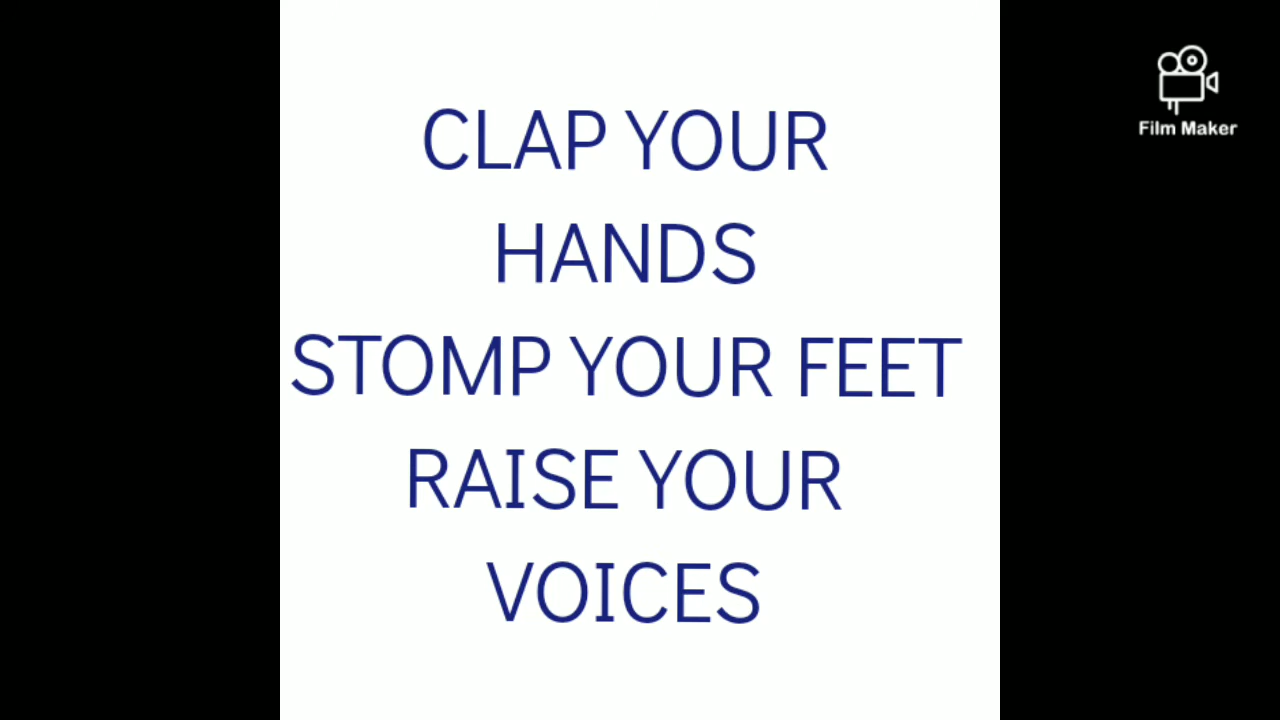 CLAP YOUR
HANDS
STOMP YOUR FEET
RAISE YOUR
VOICES
Film Maker